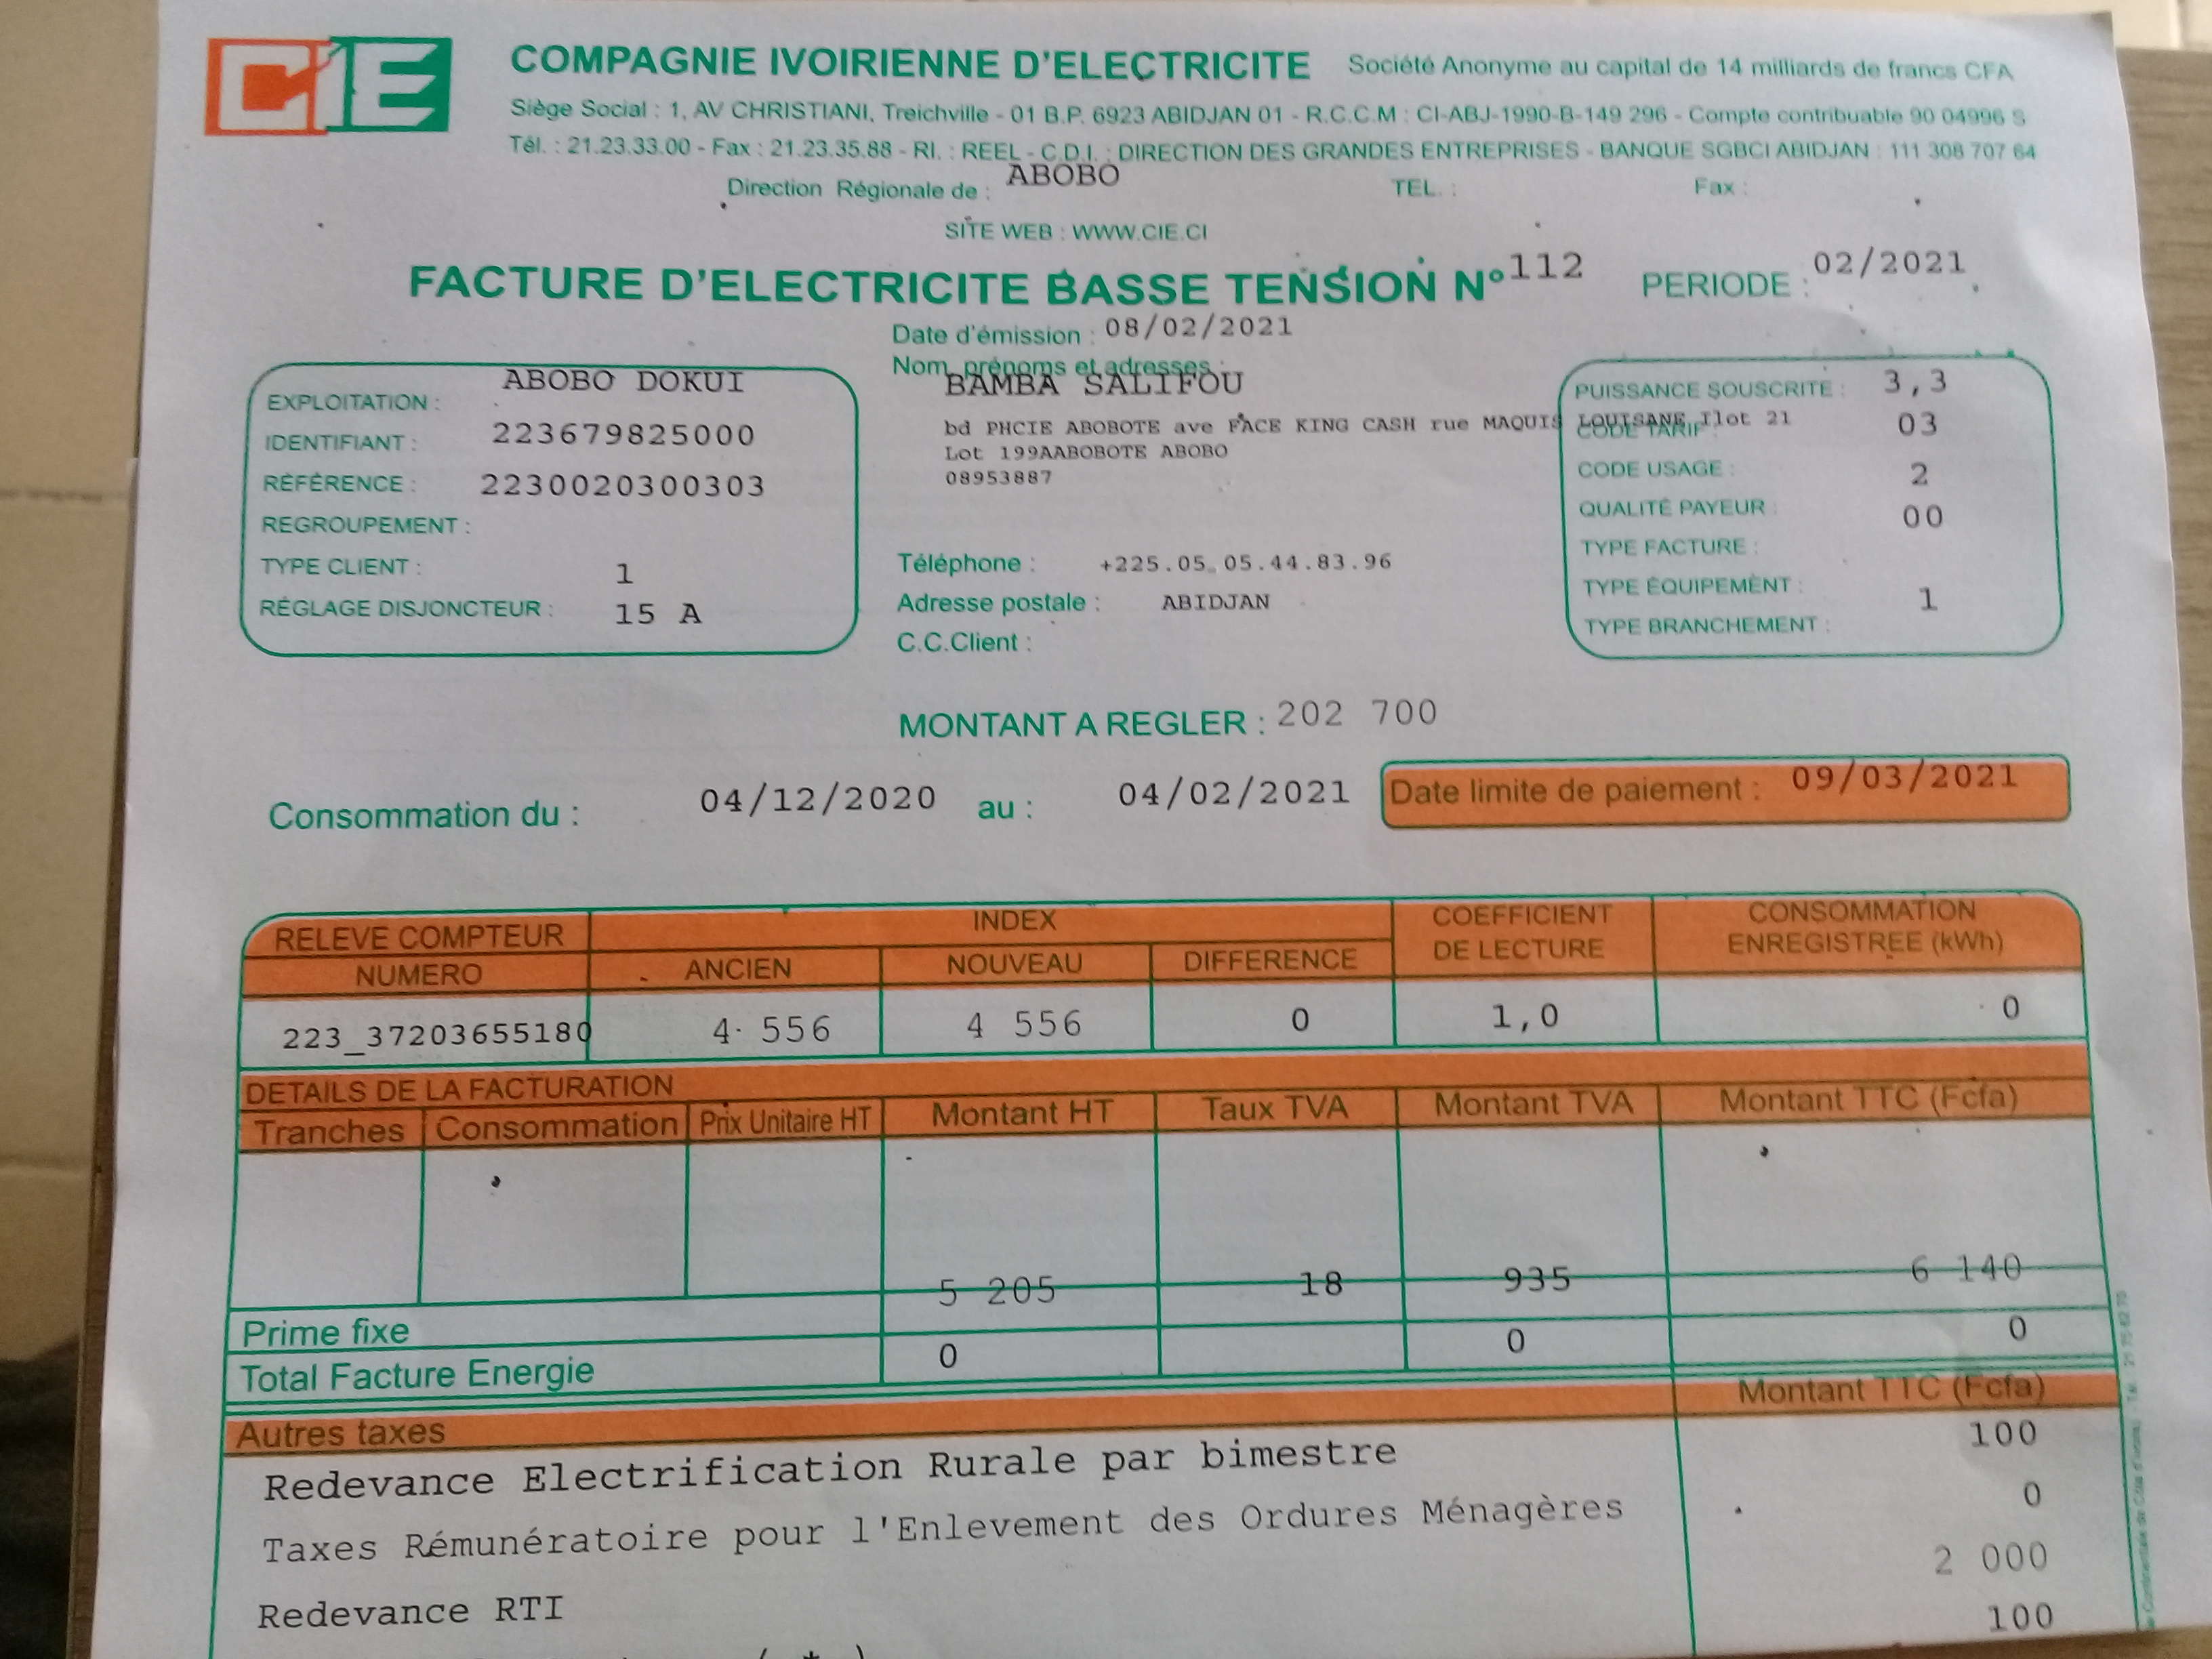 CIE
COMPAGNIE IVOIRIENNE D'ELECTRICITE Société Anonyme au capital de 14 milliards de francs CFA
Siège Social : 1, AV CHRISTIANI, Treichville - 01 B.P. 6923 ABIDJAN 01 - R.C.C.M : CI-ABJ-1990-B-149 296 - Compte contribuable 90 04996 S
Tél. : 21.23.33.00 - Fax : 21.23.35.88 - RI. : REEL - C.D.I. : DIRECTION DES GRANDES ENTREPRISES - BANQUE SGBCI ABIDJAN : 111 308 707 64
Direction Régionale de : ABOBO TEL. : Fax :
SITE WEB : WWW.CIE.CI
FACTURE D'ELECTRICITE BASSE TENSION N° 112 PERIODE : 02/2021
Date d'émission : 08/02/2021
Nom, prénoms et adresses :
BAMBA SALIFOU
bd PHCIE ABOBOTE ave FACE KING CASH rue MAQUIS LOUISANE Ilot 21
Lot 199AABOBOTE ABOBO
08953887
EXPLOITATION : ABOBO DOKUI
IDENTIFIANT : 223679825000
RÉFÉRENCE : 2230020300303
REGROUPEMENT :
TYPE CLIENT : 1
RÉGLAGE DISJONCTEUR : 15 A
Téléphone : +225.05.05.44.83.96
Adresse postale : ABIDJAN
C.C.Client :
PUISSANCE SOUSCRITE : 3,3
CODE TARIF : 03
CODE USAGE : 2
QUALITÉ PAYEUR : 00
TYPE FACTURE :
TYPE ÉQUIPEMENT : 1
TYPE BRANCHEMENT :
MONTANT A REGLER : 202 700
Consommation du : 04/12/2020 au : 04/02/2021 Date limite de paiement : 09/03/2021
RELEVE COMPTEUR INDEX COEFFICIENT DE LECTURE CONSOMMATION ENREGISTREE (kWh)
NUMERO ANCIEN NOUVEAU DIFFERENCE
223_37203655180 4 556 4 556 0 1,0 0
DETAILS DE LA FACTURATION
Tranches Consommation Prix Unitaire HT Montant HT Taux TVA Montant TVA Montant TTC (Fcfa)
Prime fixe 5 205 18 935 6 140
Total Facture Energie 0 0 0
Autres taxes Montant TTC (Fcfa)
Redevance Electrification Rurale par bimestre 100
Taxes Rémunératoire pour l'Enlevement des Ordures Ménagères 0
Redevance RTI 2 000
100